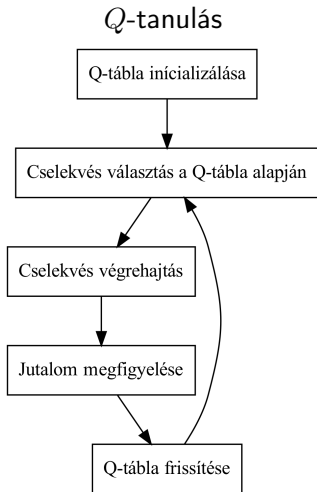 Q-tanulás
Q-tábla inícializálása
Cselekvés választás a Q-tábla alapján
Cselekvés végrehajtás
Jutalom megfigyelése
Q-tábla frissítése